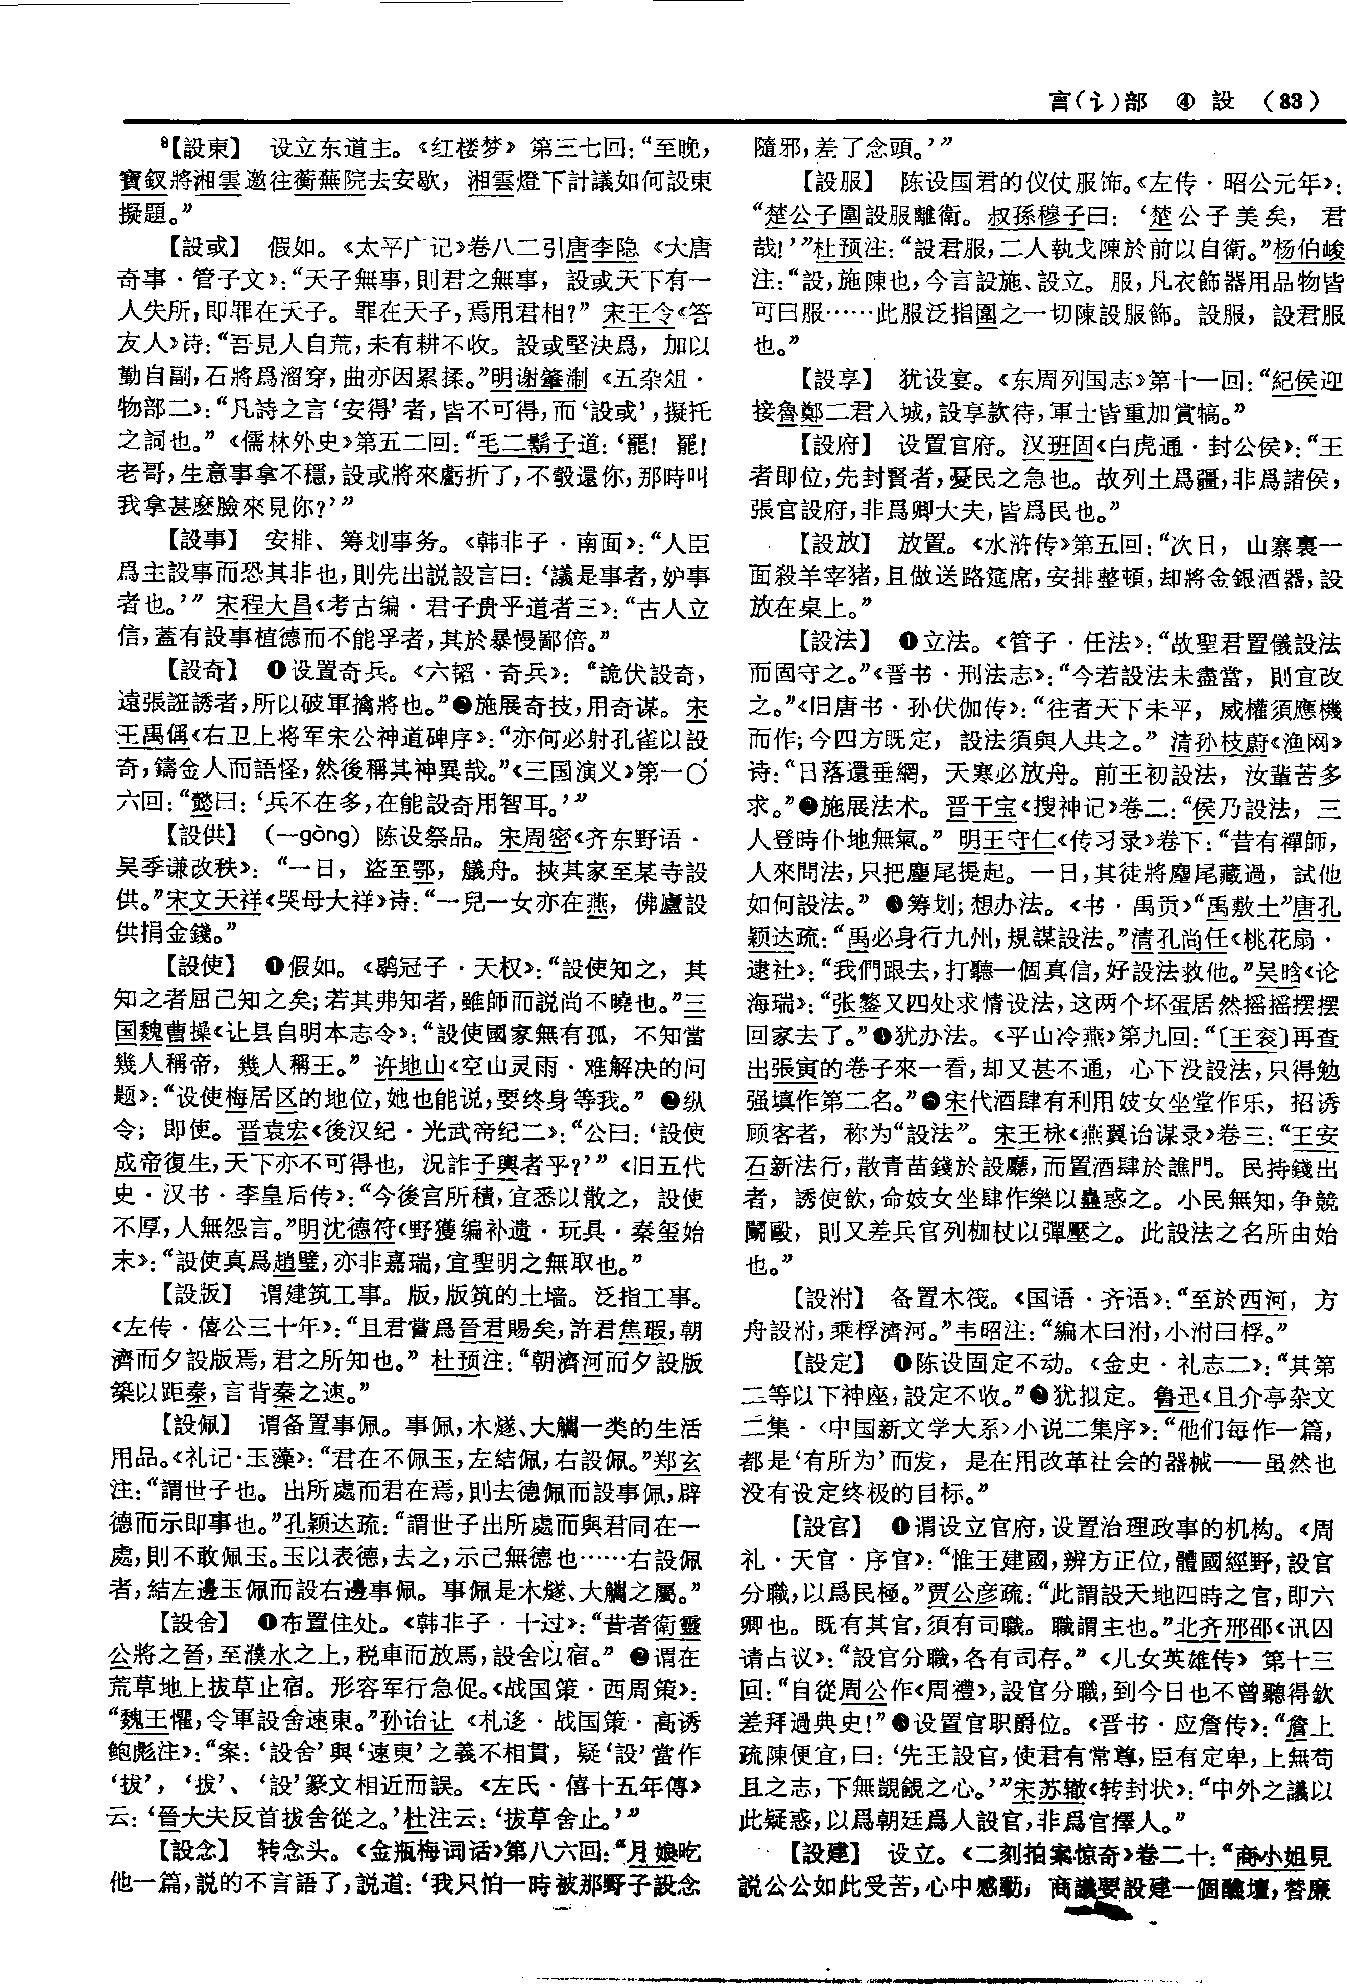 言(讠)部　④　設　（83）
⁸【設東】　设立东道主。《红楼梦》第三七回：“至晚，
寶釵將湘雲邀往蘅蕪院去安歇，湘雲燈下計議如何設東
擬題。”
【設或】　假如。《太平广记》卷八二引唐李隐《大唐
奇事·管子文》：“天子無事，則君之無事，設或天下有一
人失所，即罪在天子。罪在天子，焉用君相？”宋王令《答
友人》诗：“吾見人自荒，未有耕不收。設或堅決爲，加以
勤自副，石將爲溜穿，曲亦因累揉。”明谢肇淛《五杂俎·
物部二》：“凡詩之言‘安得’者，皆不可得，而‘設或’，擬托
之詞也。”《儒林外史》第五二回：“毛二鬍子道：‘罷！罷！
老哥，生意事拿不穩，設或將來虧折了，不彀還你，那時叫
我拿甚麽臉來見你？’”
【設事】　安排、筹划事务。《韩非子·南面》：“人臣
爲主設事而恐其非也，則先出説設言曰：‘議是事者，妒事
者也。’”宋程大昌《考古编·君子贵乎道者三》：“古人立
信，蓋有設事植德而不能孚者，其於暴慢鄙倍。”
【設奇】　❶设置奇兵。《六韬·奇兵》：“詭伏設奇，
遠張誑誘者，所以破軍擒將也。”❷施展奇技，用奇谋。宋
王禹偁《右卫上将军宋公神道碑序》：“亦何必射孔雀以設
奇，鑄金人而語怪，然後稱其神異哉。”《三国演义》第一〇
六回：“懿曰：‘兵不在多，在能設奇用智耳。’”
【設供】　（—gòng）陈设祭品。宋周密《齐东野语·
吴季谦改秩》：“一日，盜至鄂，艤舟。挾其家至某寺設
供。”宋文天祥《哭母大祥》诗：“一兒一女亦在燕，佛廬設
供捐金錢。”
【設使】　❶假如。《鹖冠子·天权》：“設使知之，其
知之者屈己知之矣；若其弗知者，雖師而説尚不曉也。”三
国魏曹操《让县自明本志令》：“設使國家無有孤，不知當
幾人稱帝，幾人稱王。”许地山《空山灵雨·难解决的问
题》：“设使梅居区的地位，她也能说，要终身等我。”❷纵
令；即使。晋袁宏《後汉纪·光武帝纪二》：“公曰：‘設使
成帝復生，天下亦不可得也，況詐子輿者乎？’”《旧五代
史·汉书·李皇后传》：“今後宫所積，宜悉以散之，設使
不厚，人無怨言。”明沈德符《野獲编补遗·玩具·秦玺始
末》：“設使真爲趙璧，亦非嘉瑞，宜聖明之無取也。”
【設版】　谓建筑工事。版，版筑的土墙。泛指工事。
《左传·僖公三十年》：“且君嘗爲晉君賜矣，許君焦瑕，朝
濟而夕設版焉，君之所知也。”杜预注：“朝濟河而夕設版
築以距秦，言背秦之速。”
【設佩】　谓备置事佩。事佩，木燧、大觿一类的生活
用品。《礼记·玉藻》：“君在不佩玉，左結佩，右設佩。”郑玄
注：“謂世子也。出所處而君在焉，則去德佩而設事佩，辟
德而示即事也。”孔颖达疏：“謂世子出所處而與君同在一
處，則不敢佩玉。玉以表德，去之，示己無德也……右設佩
者，結左邊玉佩而設右邊事佩。事佩是木燧、大觿之屬。”
【設舍】　❶布置住处。《韩非子·十过》：“昔者衛靈
公將之晉，至濮水之上，税車而放馬，設舍以宿。”❷谓在
荒草地上拔草止宿。形容军行急促。《战国策·西周策》：
“魏王懼，令軍設舍速東。”孙诒让《札迻·战国策·高诱
鲍彪注》：“案：‘設舍’與‘速東’之義不相貫，疑‘設’當作
‘拔’，‘拔’、‘設’篆文相近而誤。《左氏·僖十五年傳》
云：‘晉大夫反首拔舍從之。’杜注云：‘拔草舍止。’”
【設念】　转念头。《金瓶梅词话》第八六回：“月娘吃
他一篇，説的不言語了，説道：‘我只怕一時被那野子設念
隨邪，差了念頭。’”
【設服】　陈设国君的仪仗服饰。《左传·昭公元年》：
“楚公子圍設服離衛。叔孫穆子曰：‘楚公子美矣，君
哉！’”杜预注：“設君服，二人執戈陳於前以自衛。”杨伯峻
注：“設，施陳也，今言設施、設立。服，凡衣飾器用品物皆
可曰服……此服泛指圍之一切陳設服飾。設服，設君服
也。”
【設享】　犹设宴。《东周列国志》第十一回：“紀侯迎
接魯鄭二君入城，設享款待，軍士皆重加賞犒。”
【設府】　设置官府。汉班固《白虎通·封公侯》：“王
者即位，先封賢者，憂民之急也。故列土爲疆，非爲諸侯，
張官設府，非爲卿大夫，皆爲民也。”
【設放】　放置。《水浒传》第五回：“次日，山寨裏一
面殺羊宰猪，且做送路筵席，安排整頓，却將金銀酒器，設
放在桌上。”
【設法】　❶立法。《管子·任法》：“故聖君置儀設法
而固守之。”《晋书·刑法志》：“今若設法未盡當，則宜改
之。”《旧唐书·孙伏伽传》：“往者天下未平，威權須應機
而作；今四方既定，設法須與人共之。”清孙枝蔚《渔网》
诗：“日落還垂網，天寒必放舟。前王初設法，汝輩苦多
求。”❷施展法术。晋干宝《搜神记》卷二：“侯乃設法，三
人登時仆地無氣。”明王守仁《传习录》卷下：“昔有禪師，
人來問法，只把麈尾提起。一日，其徒將麈尾藏過，試他
如何設法。”❸筹划；想办法。《书·禹贡》“禹敷土”唐孔
颖达疏：“禹必身行九州，規謀設法。”清孔尚任《桃花扇·
逮社》：“我們跟去，打聽一個真信，好設法救他。”吴晗《论
海瑞》：“张鳌又四处求情设法，这两个坏蛋居然摇摇摆摆
回家去了。”❹犹办法。《平山冷燕》第九回：“〔王衮〕再查
出張寅的卷子來一看，却又甚不通，心下没設法，只得勉
强填作第二名。”❺宋代酒肆有利用妓女坐堂作乐，招诱
顾客者，称为“設法”。宋王栐《燕翼诒谋录》卷三：“王安
石新法行，散青苗錢於設廳，而置酒肆於譙門。民持錢出
者，誘使飲，命妓女坐肆作樂以蠱惑之。小民無知，争競
鬭毆，則又差兵官列枷杖以彈壓之。此設法之名所由始
也。”
【設泭】　备置木筏。《国语·齐语》：“至於西河，方
舟設泭，乘桴濟河。”韦昭注：“編木曰泭，小泭曰桴。”
【設定】　❶陈设固定不动。《金史·礼志二》：“其第
二等以下神座，設定不收。”❷犹拟定。鲁迅《且介亭杂文
二集·〈中国新文学大系〉小说二集序》：“他们每作一篇，
都是‘有所为’而发，是在用改革社会的器械——虽然也
没有设定终极的目标。”
【設官】　❶谓设立官府，设置治理政事的机构。《周
礼·天官·序官》：“惟王建國，辨方正位，體國經野，設官
分職，以爲民極。”贾公彦疏：“此謂設天地四時之官，即六
卿也。既有其官，須有司職。職謂主也。”北齐邢邵《讯囚
请占议》：“設官分職，各有司存。”《儿女英雄传》第十三
回：“自從周公作《周禮》，設官分職，到今日也不曾聽得欽
差拜過典史！”❷设置官职爵位。《晋书·应詹传》：“詹上
疏陳便宜，曰：‘先王設官，使君有常尊，臣有定卑，上無苟
且之志，下無覬覦之心。’”宋苏辙《转封状》：“中外之議以
此疑惑，以爲朝廷爲人設官，非爲官擇人。”
【設建】　设立。《二刻拍案惊奇》卷二十：“商小姐見
説公公如此受苦，心中感動，商議要設建一個醮壇，替廉